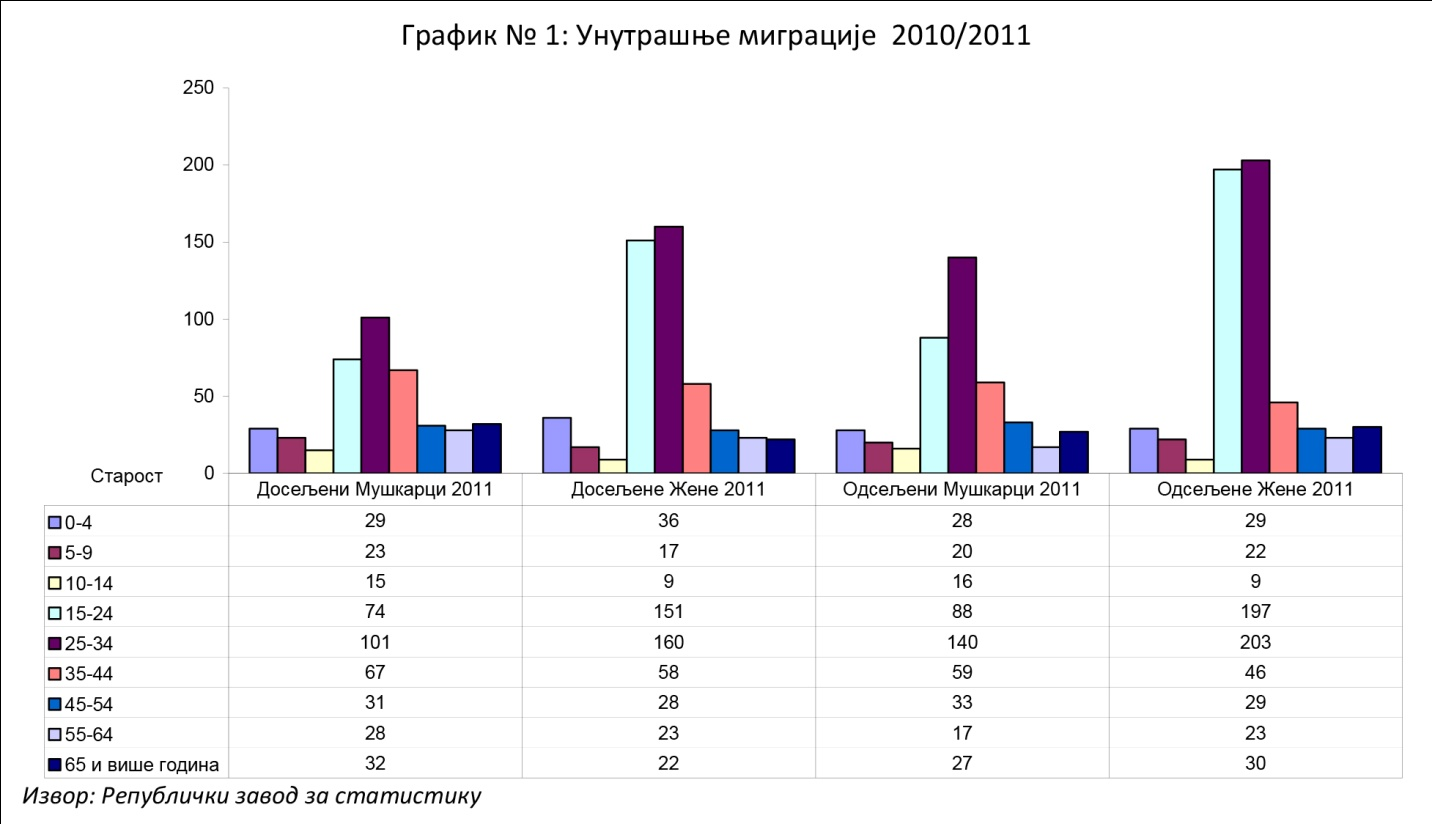 График № 1: Унутрашње миграције 2010/2011
250
200
150
100
50
0
Старост
Досељени Мушкарци 2011 Досељене Жене 2011 Одсељени Мушкарци 2011 Одсељене Жене 2011
0-4 29 36 28 29
5-9 23 17 20 22
10-14 15 9 16 9
15-24 74 151 88 197
25-34 101 160 140 203
35-44 67 58 59 46
45-54 31 28 33 29
55-64 28 23 17 23
65 и више година 32 22 27 30
Извор: Републички завод за статистику